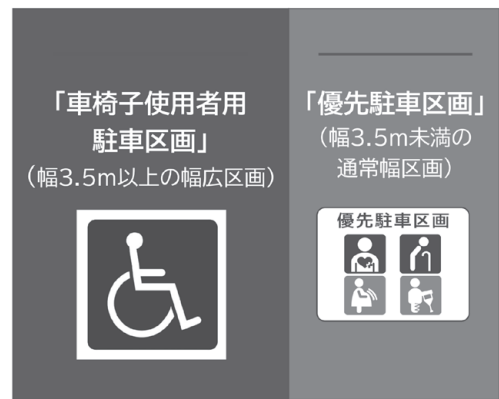 「車椅子使用者用
駐車区画」
（幅3.5m以上の幅広区画）
「優先駐車区画」
（幅3.5m未満の
通常幅区画）
優先駐車区画